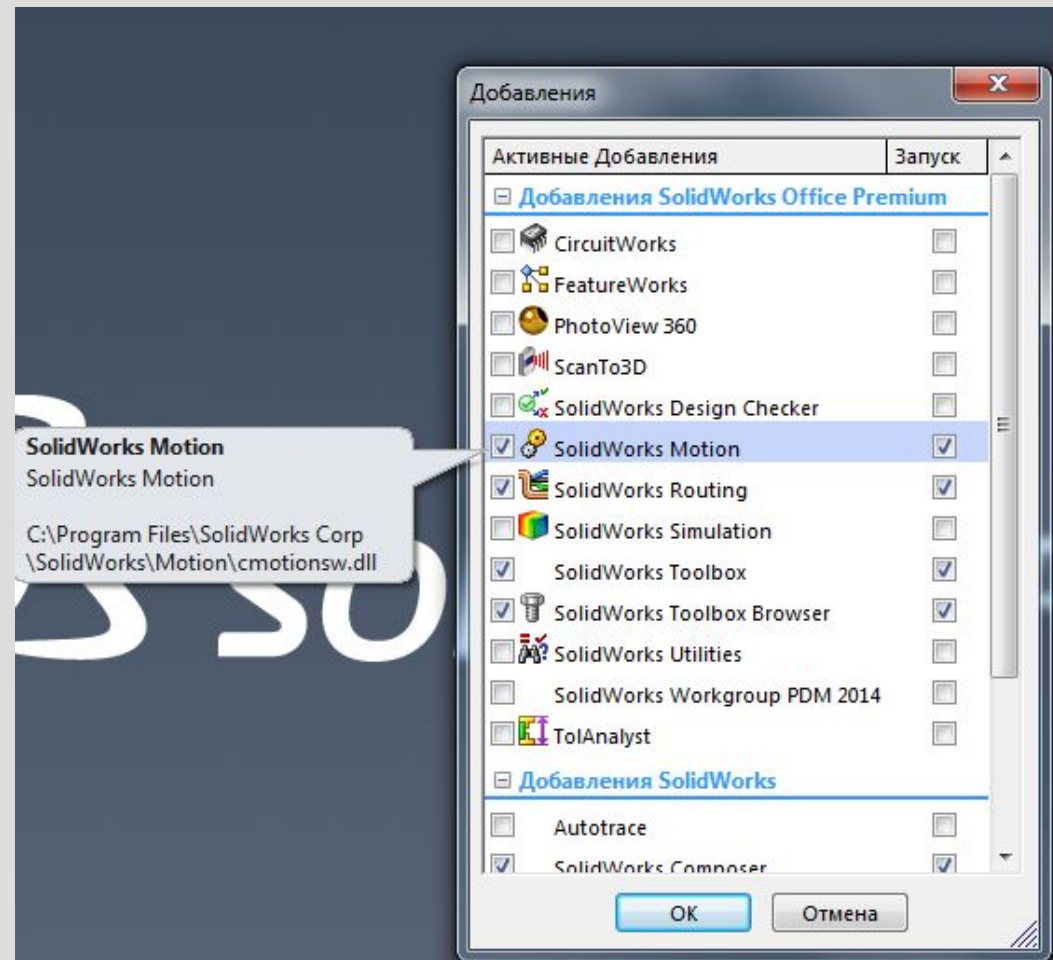 Добавления
Активные Добавления Запуск
Добавления SolidWorks Office Premium
CircuitWorks
FeatureWorks
PhotoView 360
ScanTo3D
SolidWorks Design Checker
SolidWorks Motion
SolidWorks Routing
SolidWorks Simulation
SolidWorks Toolbox
SolidWorks Toolbox Browser
SolidWorks Utilities
SolidWorks Workgroup PDM 2014
TolAnalyst
Добавления SolidWorks
Autotrace
SolidWorks Composer
OK Отмена
SolidWorks Motion
SolidWorks Motion
C:\Program Files\SolidWorks Corp
\SolidWorks\Motion\cmotionsw.dll
SO